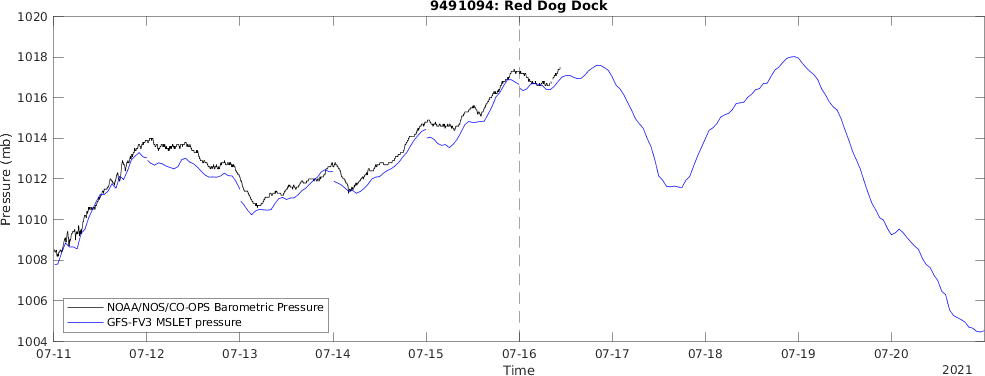 9491094: Red Dog Dock
1020
1018
1016
1014
1012
1010
1008
1006
1004
Pressure (mb)
NOAA/NOS/CO-OPS Barometric Pressure
GFS-FV3 MSLET pressure
07-11 07-12 07-13 07-14 07-15 07-16 07-17 07-18 07-19 07-20
Time
2021